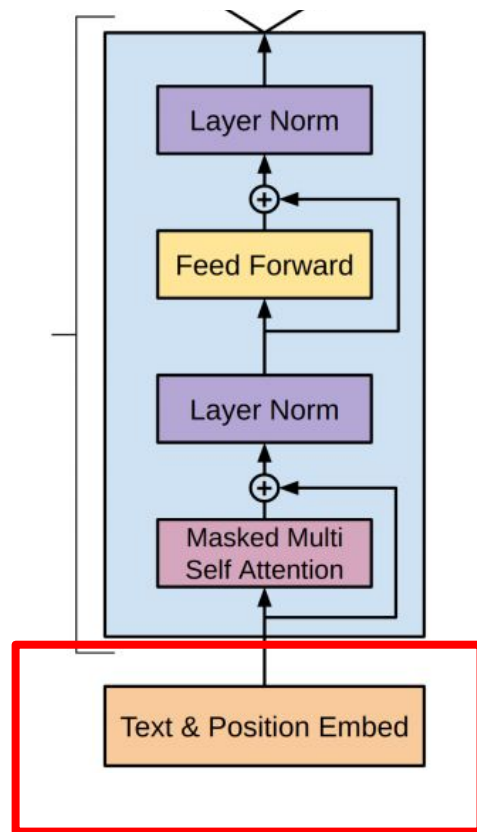 Layer Norm
Feed Forward
Layer Norm
Masked Multi
Self Attention
Text & Position Embed